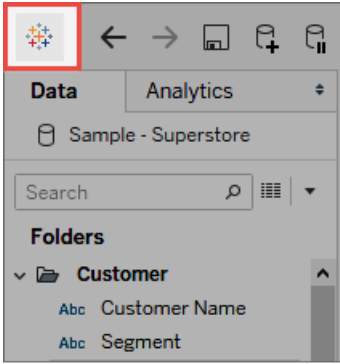 Data Analytics
Sample - Superstore
Search
Folders
Customer
Abc Customer Name
Abc Segment